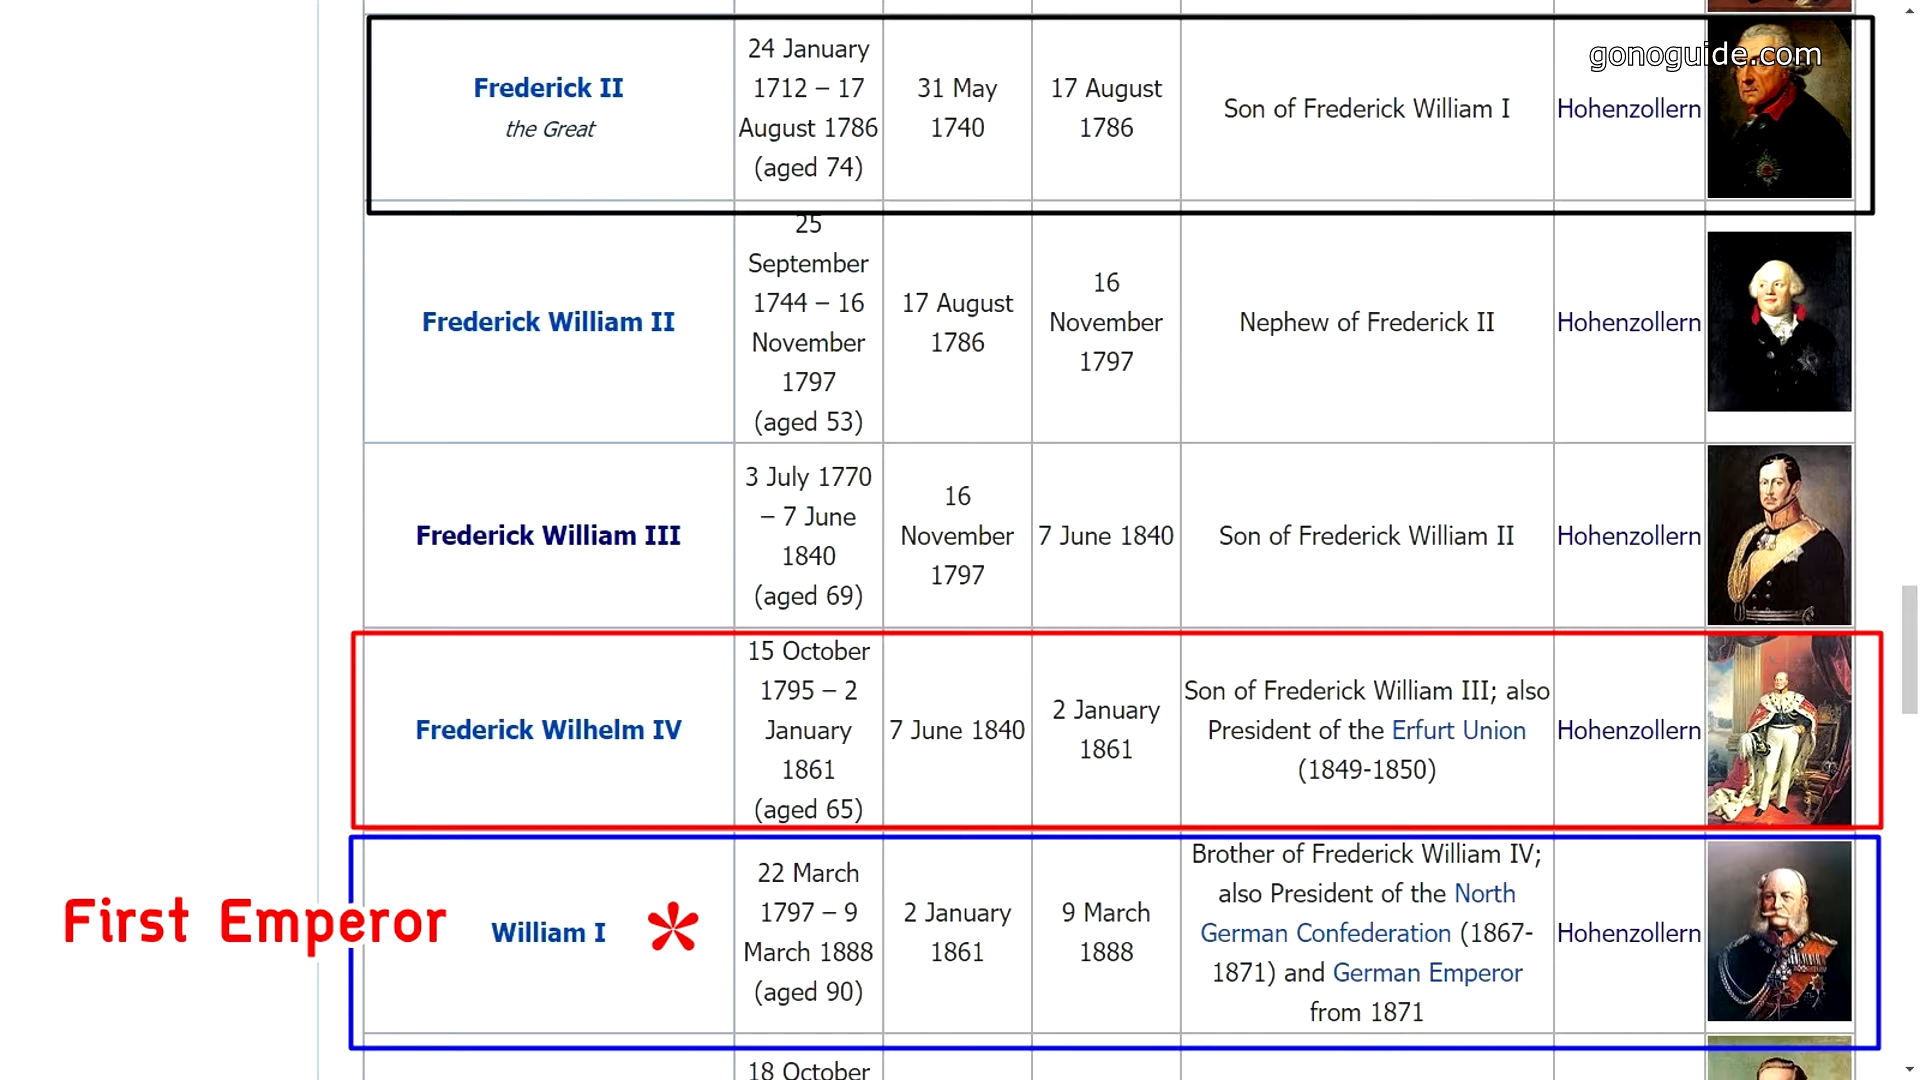 gonoguide.com
Frederick II
the Great
24 January
1712 – 17
August 1786
(aged 74)
31 May
1740
17 August
1786
Son of Frederick William I
Hohenzollern
Frederick William II
25
September
1744 – 16
November
1797
(aged 53)
17 August
1786
16
November
1797
Nephew of Frederick II
Hohenzollern
Frederick William III
3 July 1770
– 7 June
1840
(aged 69)
16
November
1797
7 June 1840
Son of Frederick William II
Hohenzollern
Frederick Wilhelm IV
15 October
1795 – 2
January
1861
(aged 65)
7 June 1840
2 January
1861
Son of Frederick William III; also
President of the Erfurt Union
(1849-1850)
Hohenzollern
First Emperor
William I *
22 March
1797 – 9
March 1888
(aged 90)
2 January
1861
9 March
1888
Brother of Frederick William IV;
also President of the North
German Confederation (1867-
1871) and German Emperor
from 1871
Hohenzollern
18 October